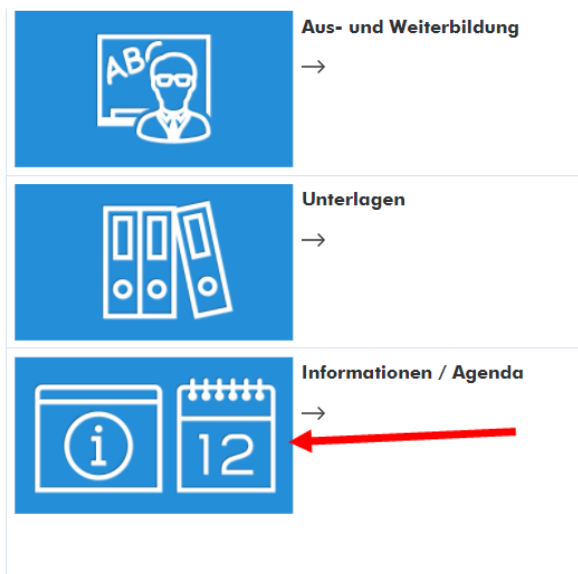 ABC
Aus- und Weiterbildung
→
Unterlagen
→
Informationen / Agenda
→
i
12